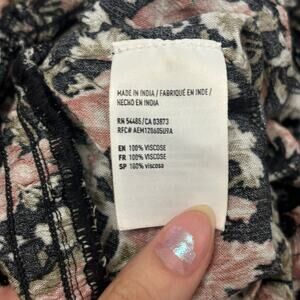 MADE IN INDIA / FABRIQUÉ EN INDE /
HECHO EN INDIA
RN 54485/CA 03873
RFC# AEM120605U9A
EN 100% VISCOSE
FR 100% VISCOSE
SP 100% viscosa